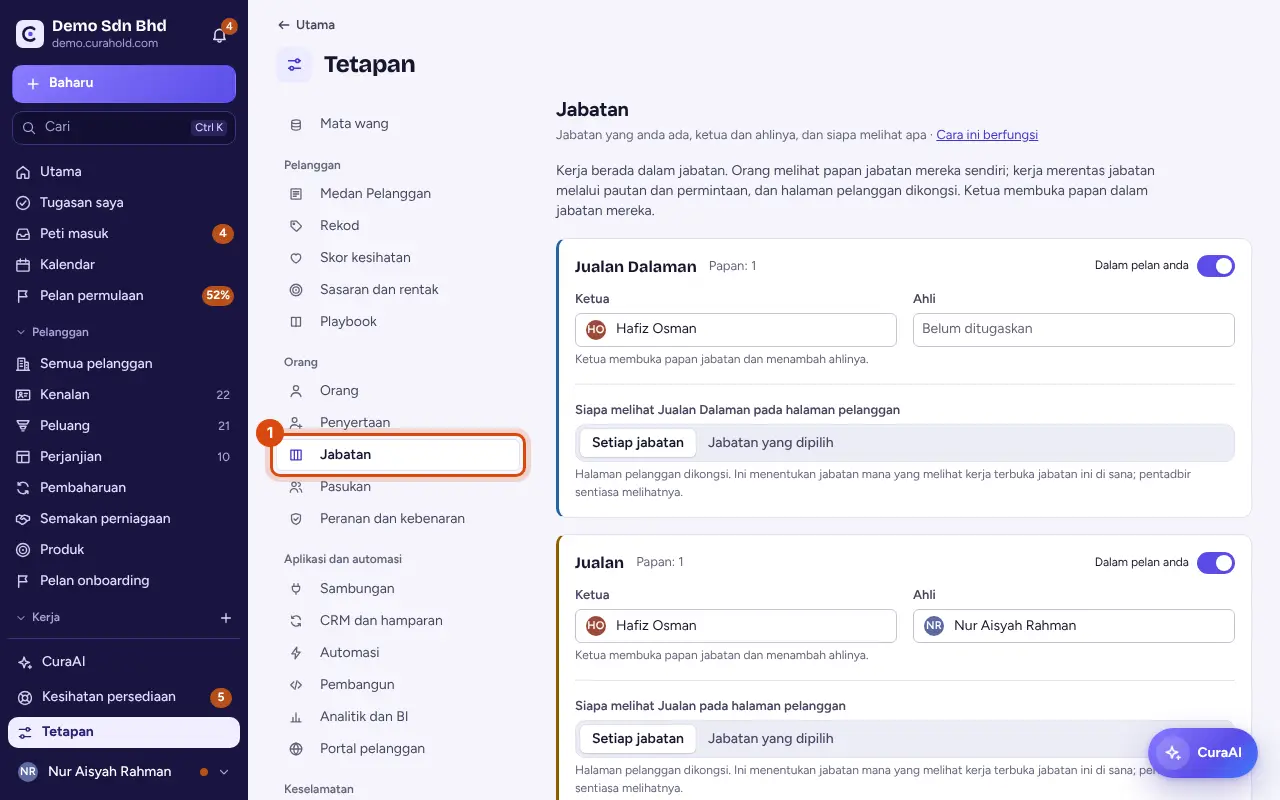 Demo Sdn Bhd
demo.curahold.com
4
Baharu
Cari
Ctrl K
Utama
Tugasan saya
Peti masuk
4
Kalendar
Pelan permulaan
52%
Pelanggan
Semua pelanggan
Kenalan
22
Peluang
21
Perjanjian
10
Pembaharuan
Semakan perniagaan
Produk
Pelan onboarding
Kerja
CuraAI
Kesihatan persediaan
5
Tetapan
NR
Nur Aisyah Rahman
Utama
Tetapan
Mata wang
Pelanggan
Medan Pelanggan
Rekod
Skor kesihatan
Sasaran dan rentak
Playbook
Orang
Orang
Penyertaan
1
Jabatan
Pasukan
Peranan dan kebenaran
Aplikasi dan automasi
Sambungan
CRM dan hamparan
Automasi
Pembangun
Analitik dan BI
Portal pelanggan
Keselamatan
Jabatan
Jabatan yang anda ada, ketua dan ahlinya, dan siapa melihat apa · Cara ini berfungsi
Kerja berada dalam jabatan. Orang melihat papan jabatan mereka sendiri; kerja merentas jabatan
melalui pautan dan permintaan, dan halaman pelanggan dikongsi. Ketua membuka papan dalam
jabatan mereka.
Jualan Dalaman
Papan: 1
Dalam pelan anda
Ketua
Ahli
HO
Hafiz Osman
Belum ditugaskan
Ketua membuka papan jabatan dan menambah ahlinya.
Siapa melihat Jualan Dalaman pada halaman pelanggan
Setiap jabatan
Jabatan yang dipilih
Halaman pelanggan dikongsi. Ini menentukan jabatan mana yang melihat kerja terbuka jabatan ini di sana; pentadbir
sentiasa melihatnya.
Jualan
Papan: 1
Dalam pelan anda
Ketua
Ahli
HO
Hafiz Osman
NR
Nur Aisyah Rahman
Ketua membuka papan jabatan dan menambah ahlinya.
Siapa melihat Jualan pada halaman pelanggan
Setiap jabatan
Jabatan yang dipilih
Halaman pelanggan dikongsi. Ini menentukan jabatan mana yang melihat kerja terbuka jabatan ini di sana;
sentiasa melihatnya.
CuraAI